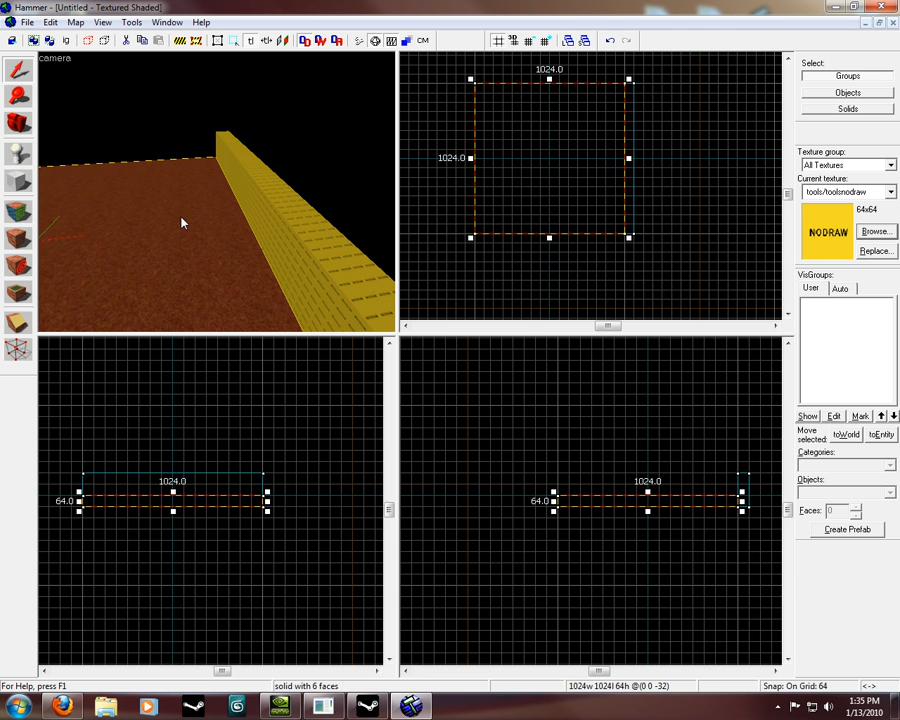 Hammer - [Untitled - Textured Shaded]
File Edit Map View Tools Window Help
ig tl +tl+ CM
3D
camera
1024.0
1024.0
1024.0
64.0
1024.0
64.0
Select:
Groups
Objects
Solids
Texture group:
All Textures
Current texture:
tools/toolsnodraw
NODRAW
64x64
Browse...
Replace...
VisGroups:
User Auto
Show Edit Mark
Move selected:
toWorld toEntity
Categories:
Objects:
Faces: 0
Create Prefab
For Help, press F1 solid with 6 faces 1024w 1024l 64h @(0 0 -32) Snap: On Grid: 64 <->
1:35 PM
1/13/2010